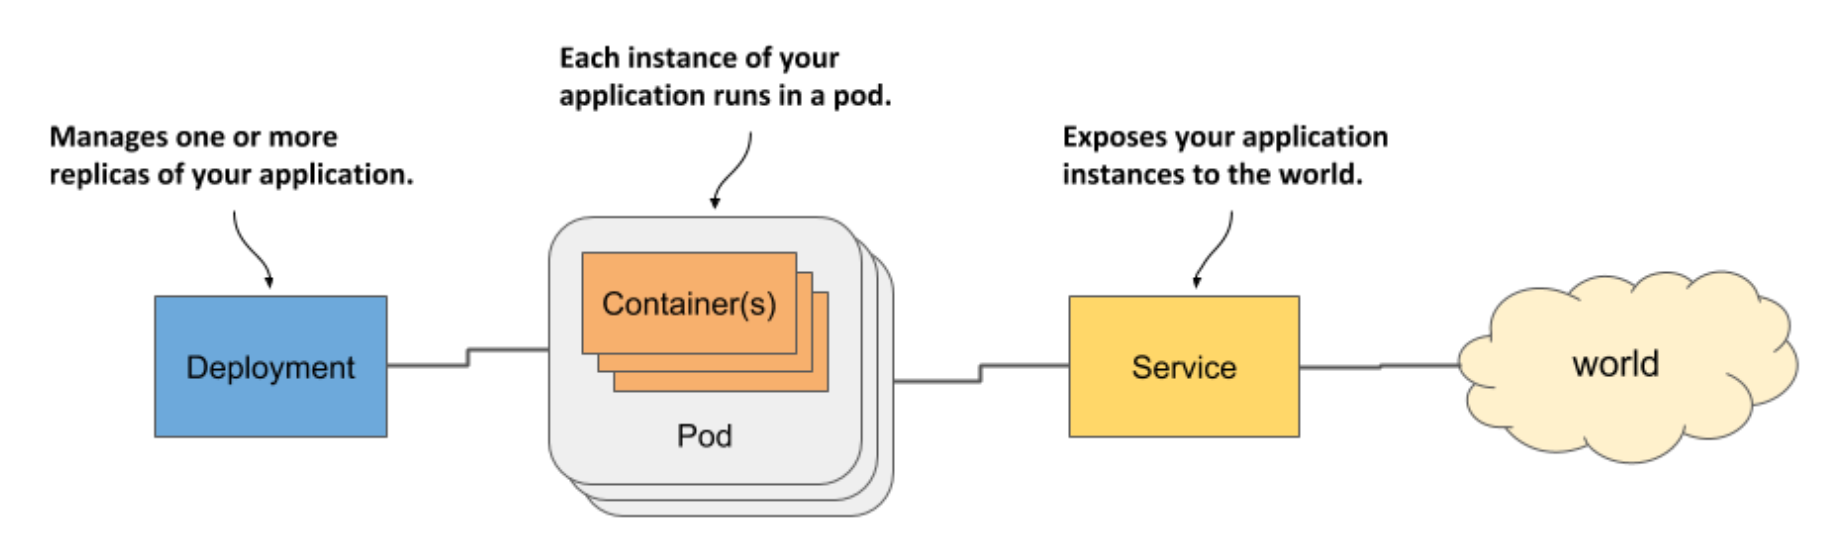 Each instance of your
application runs in a pod.
Manages one or more
replicas of your application.
Exposes your application
instances to the world.
Container(s)
Deployment
Service
world
Pod